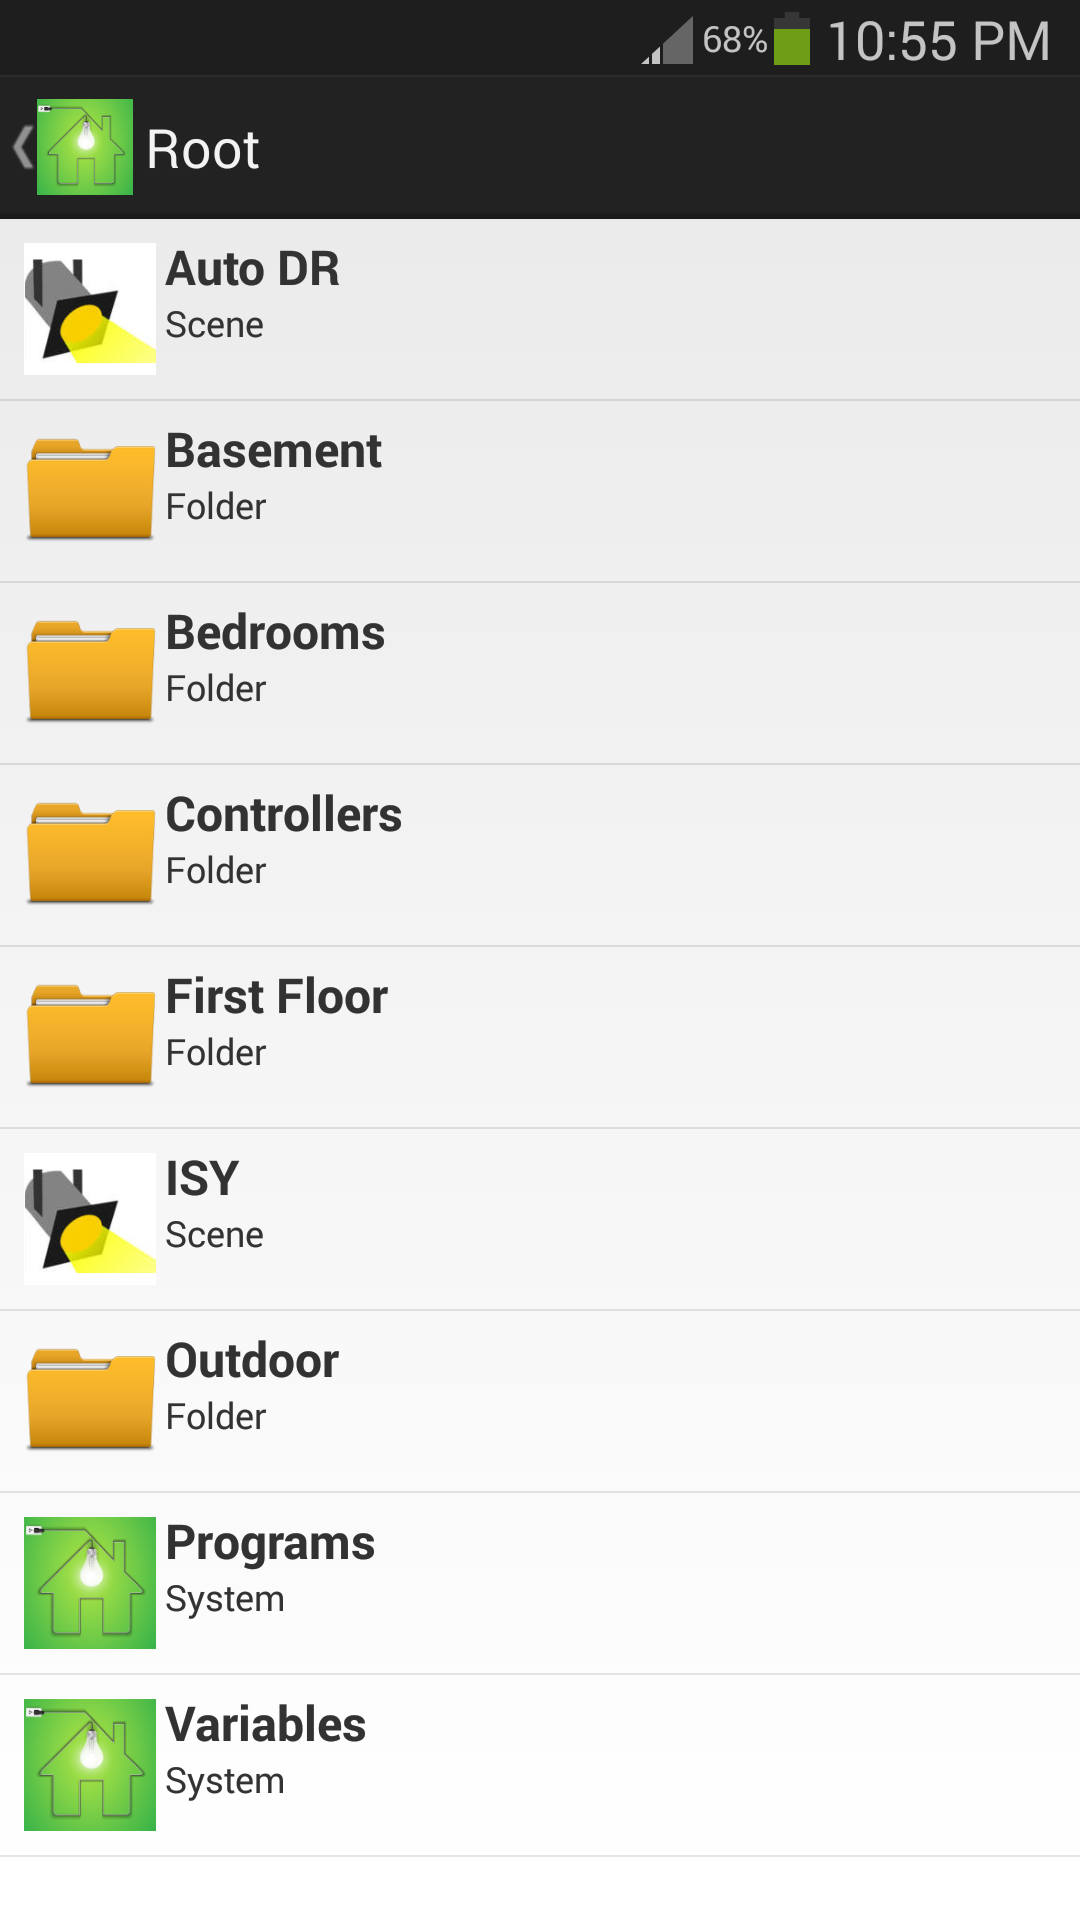 68% 10:55 PM
Root
Auto DR
Scene
Basement
Folder
Bedrooms
Folder
Controllers
Folder
First Floor
Folder
ISY
Scene
Outdoor
Folder
Programs
System
Variables
System